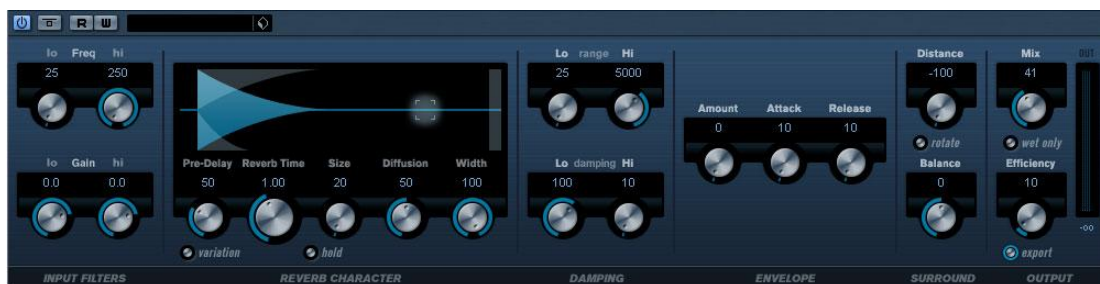 R W
lo Freq hi
25 250
lo Gain hi
0.0 0.0
INPUT FILTERS
Pre-Delay Reverb Time Size Diffusion Width
50 1.00 20 50 100
variation hold
REVERB CHARACTER
Lo range Hi
25 5000
Lo damping Hi
100 10
DAMPING
Amount Attack Release
0 10 10
ENVELOPE
Distance
-100
rotate
Balance
0
SURROUND
Mix
41
wet only
Efficiency
10
export
OUT
-oo
OUTPUT